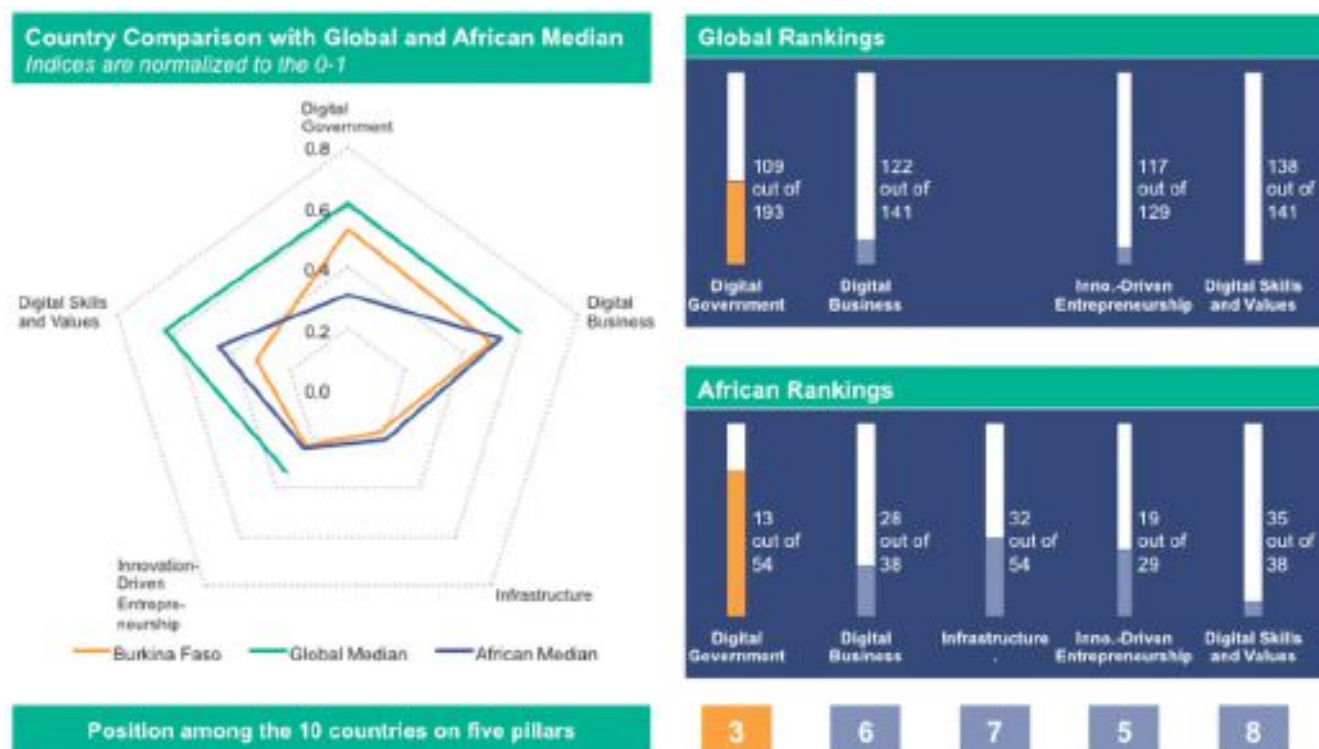 Country Comparison with Global and African Median
Indices are normalized to the 0-1
Digital
Government
0.8
0.6
0.4
0.2
0.0
Digital Skills
and Values
Digital
Business
Innovation-
Driven
Entrepre-
neurship
Infrastructure
Burkina Faso
Global Median
African Median
Global Rankings
109
out of
193
122
out of
141
117
out of
129
138
out of
141
Digital
Government
Digital
Business
Inno.-Driven
Entrepreneurship
Digital Skills
and Values
African Rankings
13
out of
54
28
out of
38
32
out of
54
19
out of
29
35
out of
38
Digital
Government
Digital
Business
Infrastructure
.
Inno.-Driven
Entrepreneurship
Digital Skills
and Values
Position among the 10 countries on five pillars
3
6
7
5
8